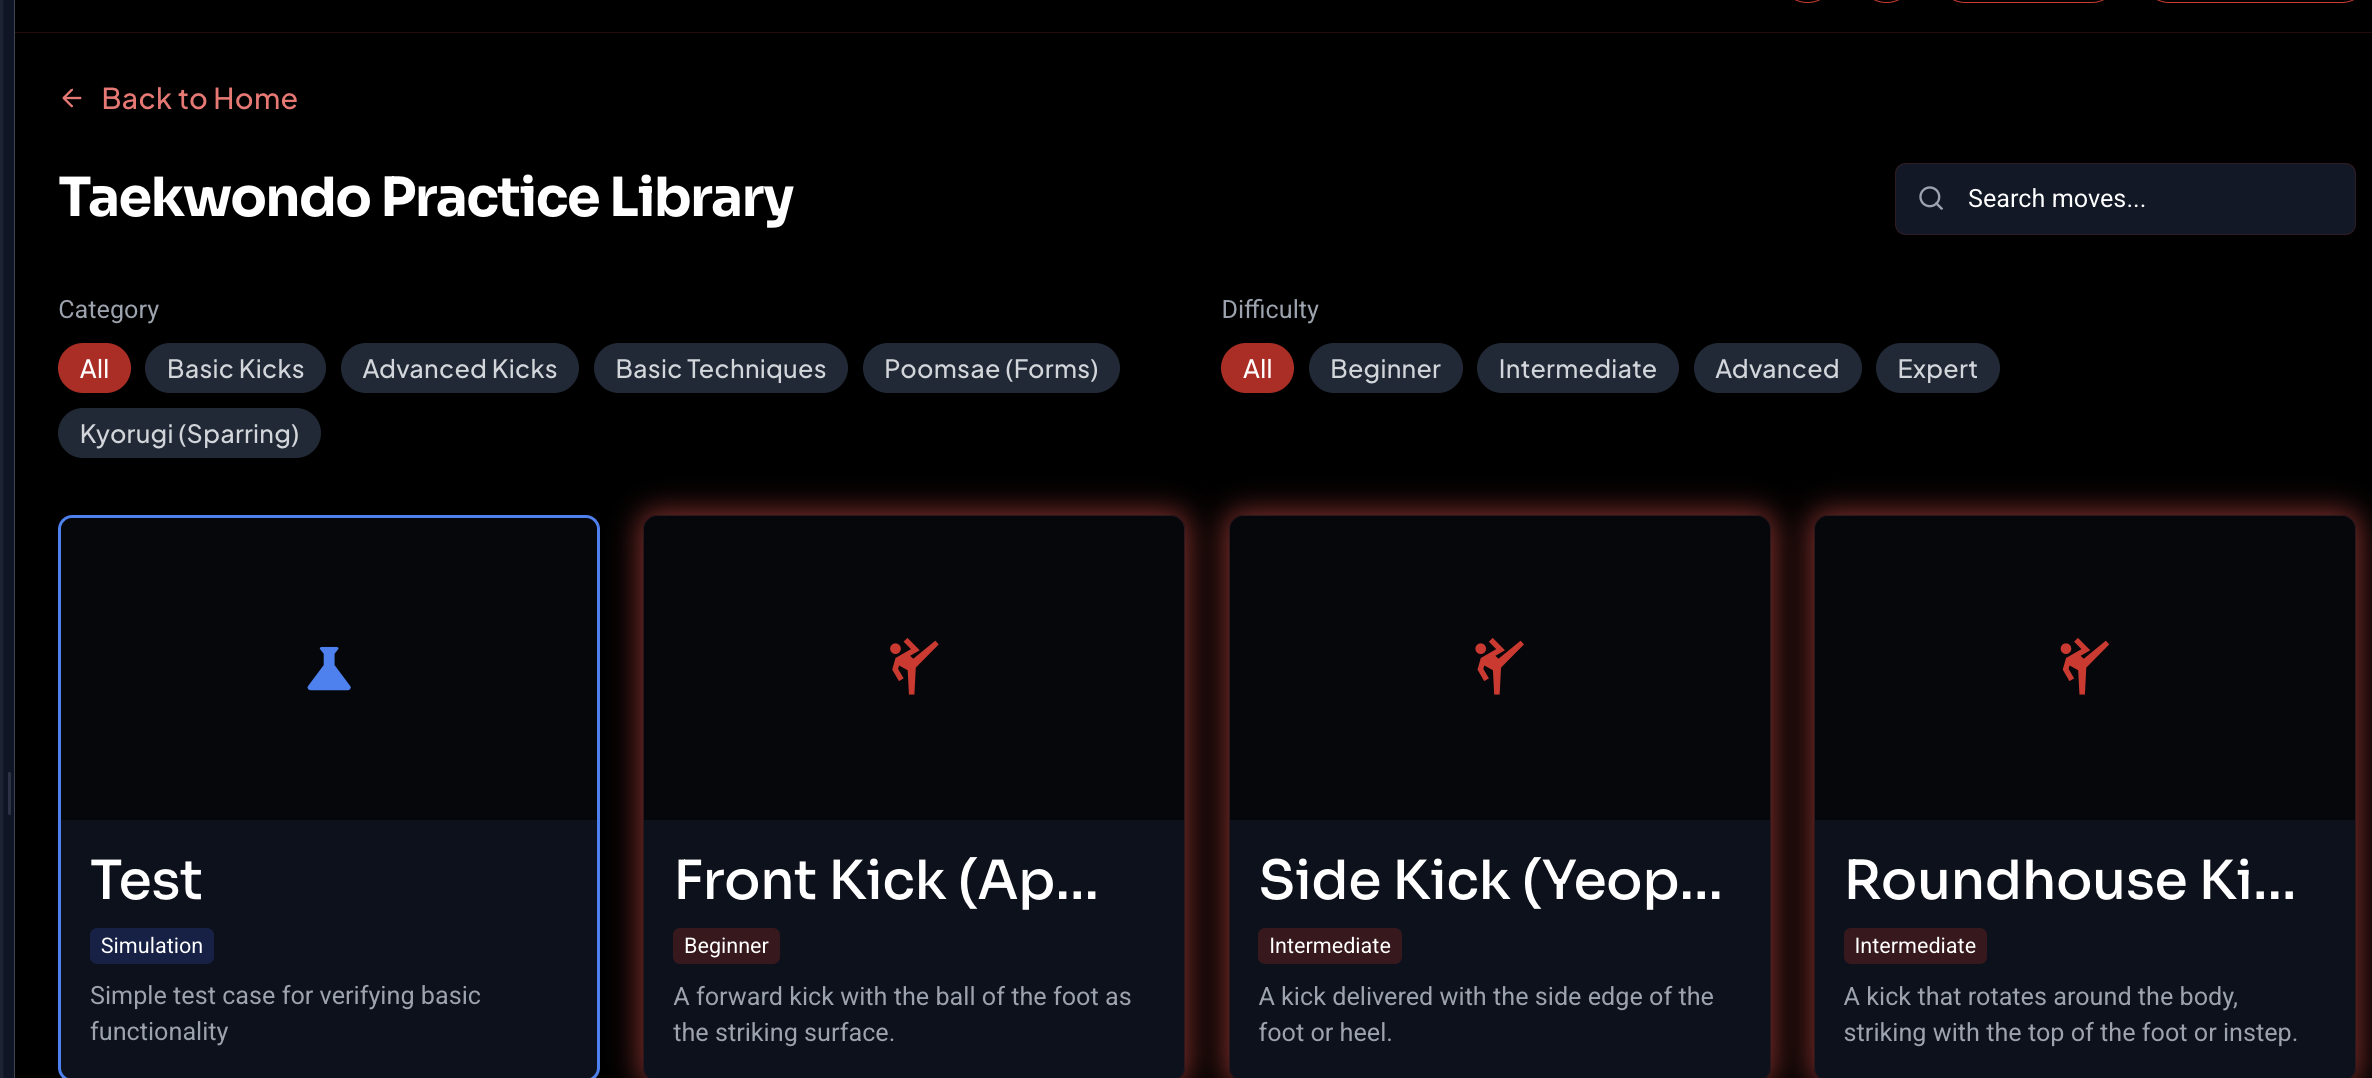 Back to Home
Taekwondo Practice Library
Search moves...
Category
All
Basic Kicks
Advanced Kicks
Basic Techniques
Poomsae (Forms)
Kyorugi (Sparring)
Difficulty
All
Beginner
Intermediate
Advanced
Expert
Test
Simulation
Simple test case for verifying basic
functionality
Front Kick (Ap...
Beginner
A forward kick with the ball of the foot as
the striking surface.
Side Kick (Yeop...
Intermediate
A kick delivered with the side edge of the
foot or heel.
Roundhouse Ki...
Intermediate
A kick that rotates around the body,
striking with the top of the foot or instep.